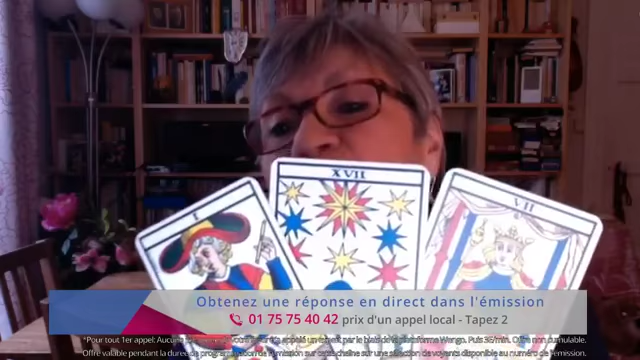 XVII
I
VII
Obtenez une réponse en direct dans l'émission
01 75 75 40 42 prix d'un appel local - Tapez 2
*Pour tout 1er appel: Aucun appelé un expert par le biais de la plateforme Wengo. Puis 3€/min. Offre non cumulable.
Offre valable pendant la durée de l'émission sur cette chaîne sur une sélection de voyants disponible au numéro de l'émission.